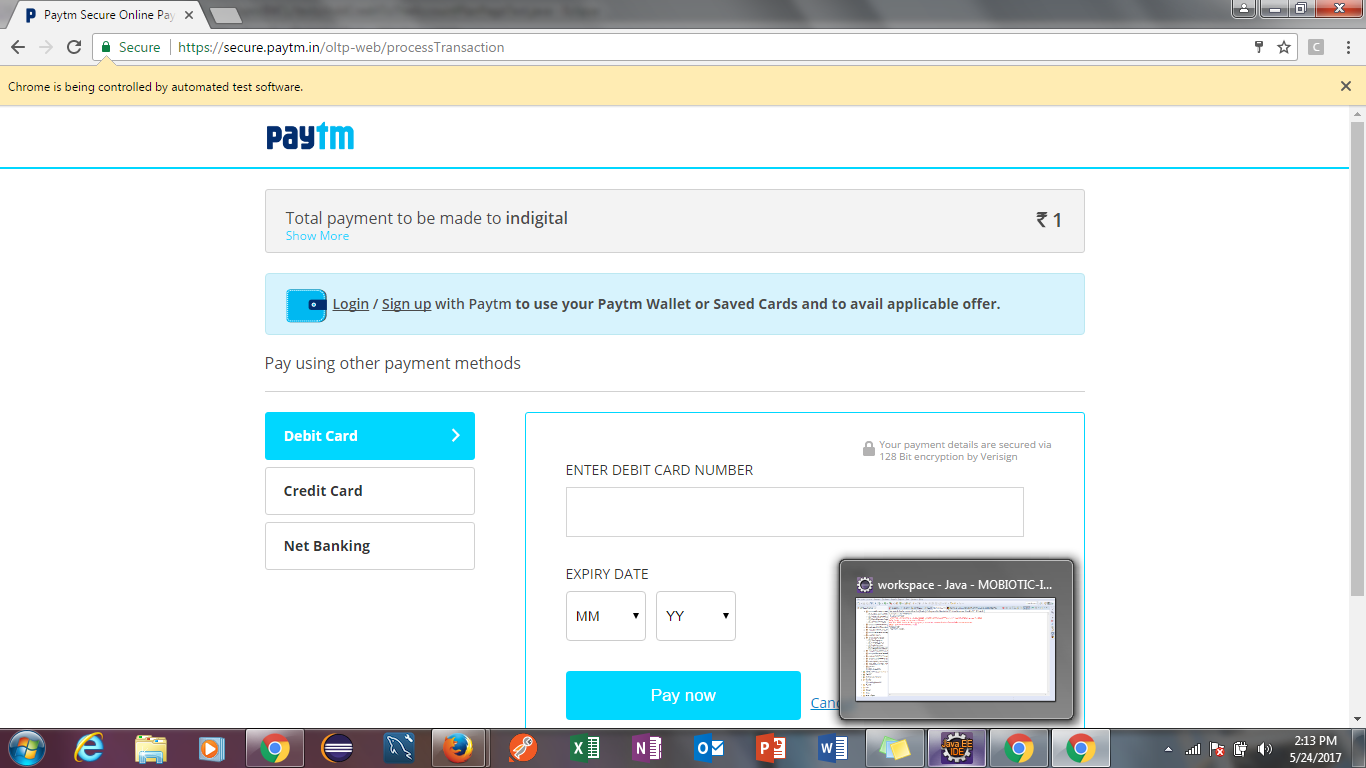 Paytm Secure Online Pay
Secure
https://secure.paytm.in/oltp-web/processTransaction
C
Chrome is being controlled by automated test software.
paytm
Total payment to be made to indigital
₹ 1
Show More
Login / Sign up with Paytm to use your Paytm Wallet or Saved Cards and to avail applicable offer.
Pay using other payment methods
Debit Card
Credit Card
Net Banking
Your payment details are secured via
128 Bit encryption by Verisign
ENTER DEBIT CARD NUMBER
EXPIRY DATE
MM
YY
Pay now
Canc
workspace - Java - MOBIOTIC-I...
Java EE
IDE
2:13 PM
5/24/2017